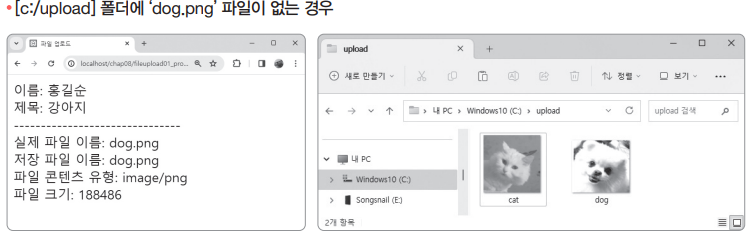 • [c:/upload] 폴더에 ‘dog.png’ 파일이 없는 경우
파일 업로드
localhost/chap08/fileupload01_pro...
이름: 홍길순
제목: 강아지
------------------------------
실제 파일 이름: dog.png
저장 파일 이름: dog.png
파일 콘텐츠 유형: image/png
파일 크기: 188486
upload
새로 만들기
정렬
보기
내 PC > Windows10 (C:) > upload
upload 검색
내 PC
Windows10 (C:)
Songsnail (E:)
cat
dog
2개 항목